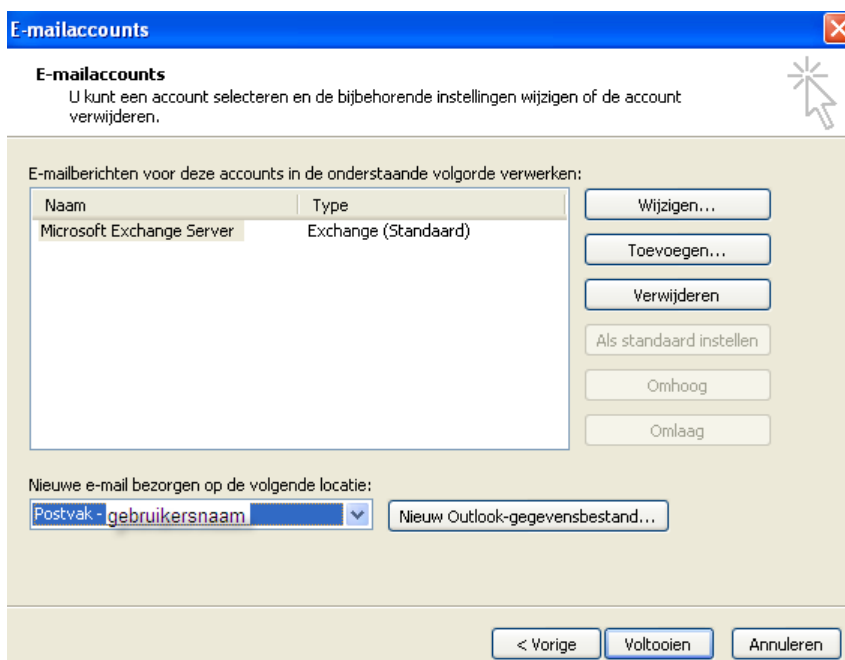 E-mailaccounts
E-mailaccounts
U kunt een account selecteren en de bijbehorende instellingen wijzigen of de account
verwijderen.
E-mailberichten voor deze accounts in de onderstaande volgorde verwerken:
Naam Type
Microsoft Exchange Server Exchange (Standaard)
Wijzigen...
Toevoegen...
Verwijderen
Als standaard instellen
Omhoog
Omlaag
Nieuwe e-mail bezorgen op de volgende locatie:
Postvak - gebruikersnaam Nieuw Outlook-gegevensbestand...
< Vorige Voltooien Annuleren